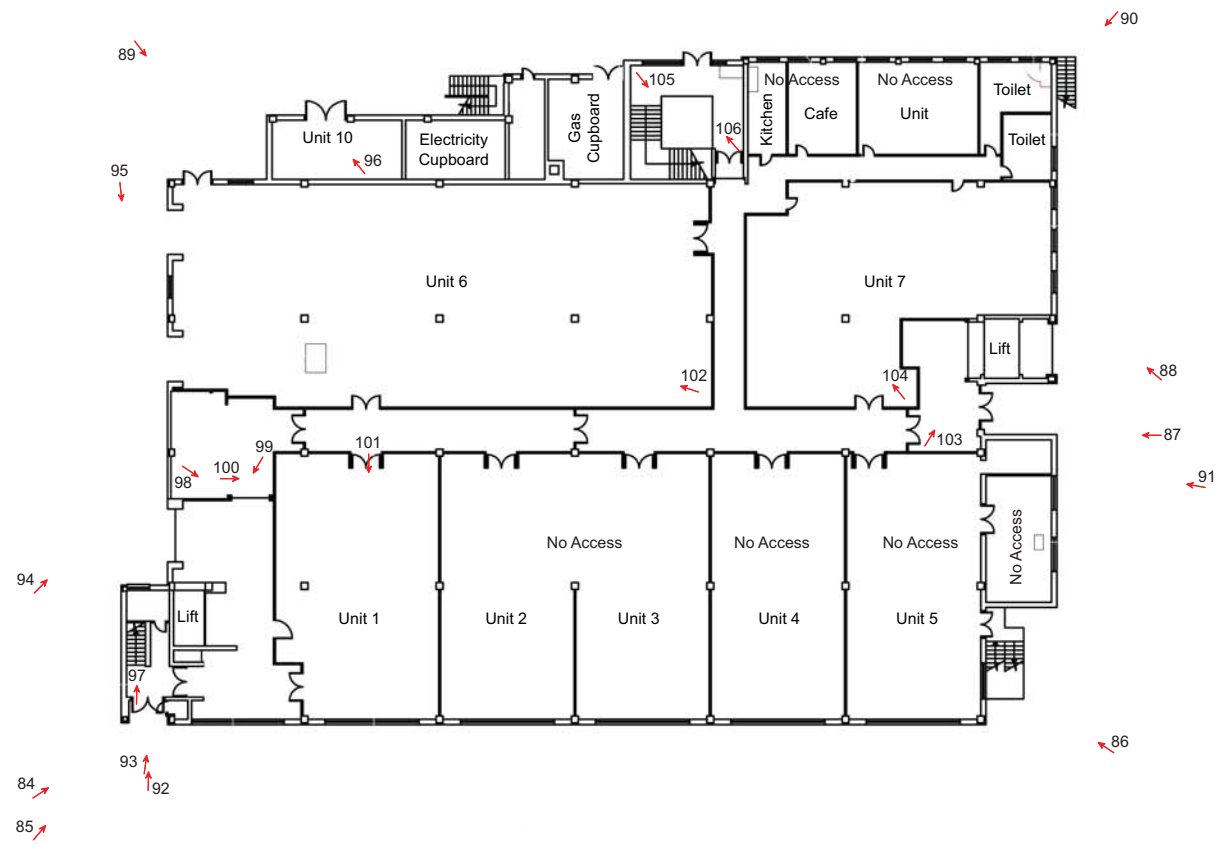 90
89
105
No Access
No Access
Kitchen
Cafe
Unit
Toilet
Toilet
Gas
Cupboard
106
Unit 10
Electricity
Cupboard
96
95
Unit 6
Unit 7
Lift
102
104
88
87
101
103
99
100
98
91
No Access
No Access
No Access
No Access
94
Lift
Unit 1
Unit 2
Unit 3
Unit 4
Unit 5
97
86
93
92
84
85